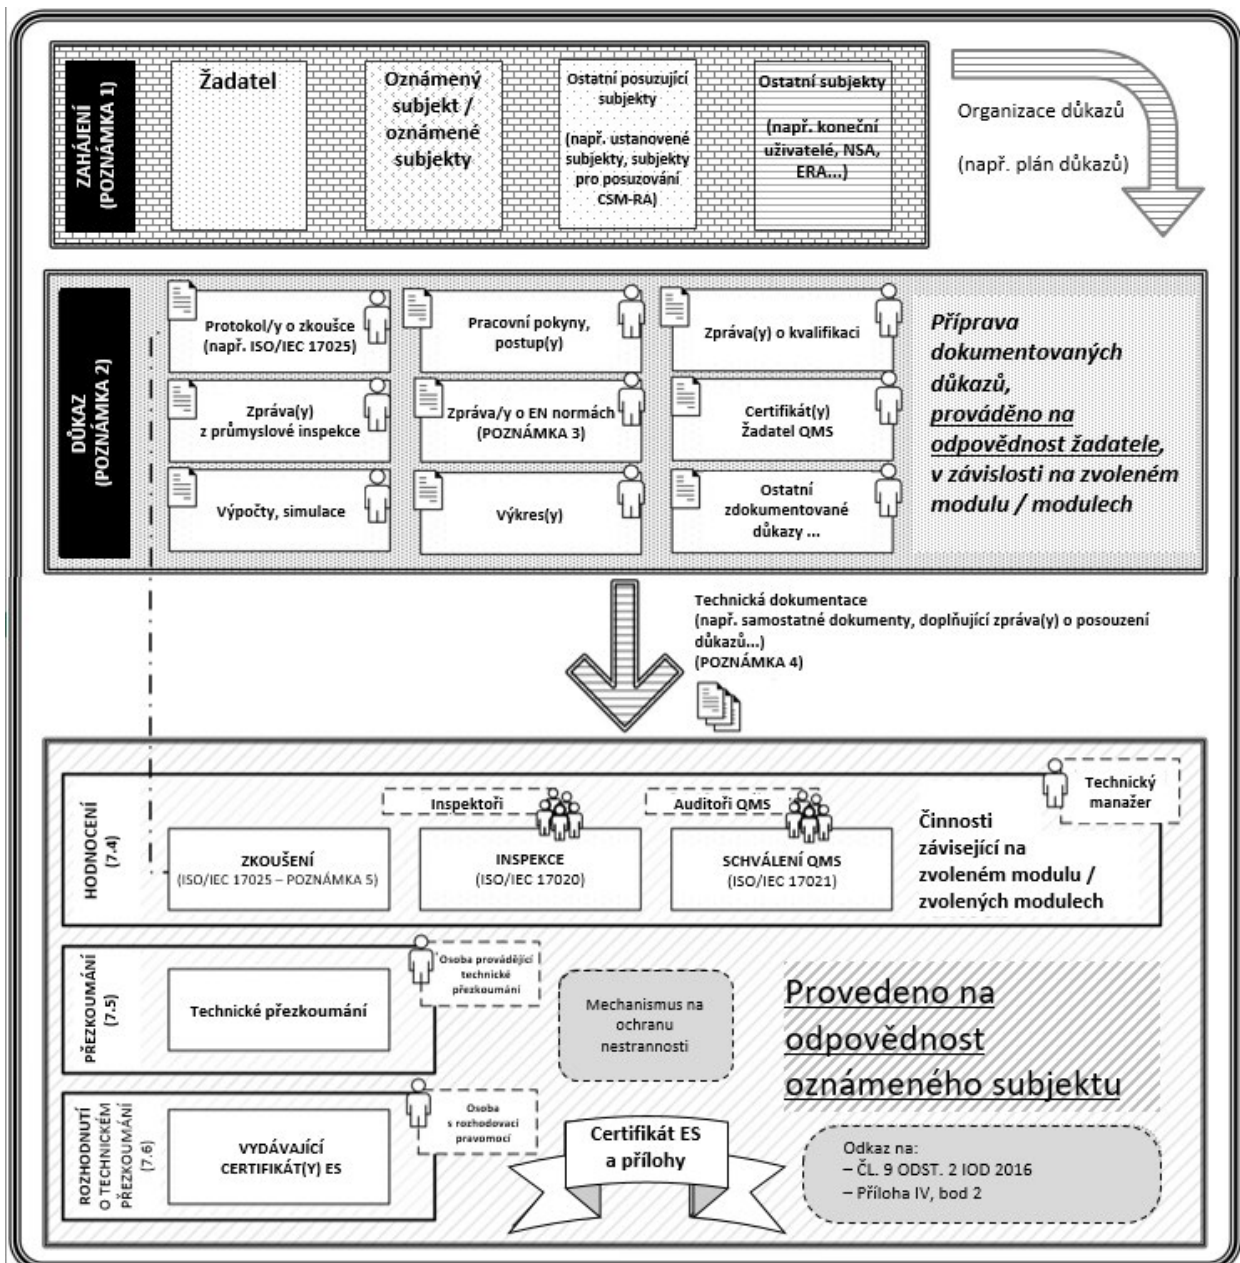 ZAHÁJENÍ
(POZNÁMKA 1)
Žadatel
Oznámený
subjekt /
oznámené
subjekty
Ostatní posuzující
subjekty
(např. ustanovené
subjekty, subjekty
pro posuzování
CSM-RA)
Ostatní subjekty
(např. koneční
uživatelé, NSA,
ERA...)
Organizace důkazů
(např. plán důkazů)
DŮKAZ
(POZNÁMKA 2)
Protokol/y o zkoušce
(např. ISO/IEC 17025)
Pracovní pokyny,
postup(y)
Zpráva(y) o kvalifikaci
Zpráva(y)
z průmyslové inspekce
Zpráva/y o EN normách
(POZNÁMKA 3)
Certifikát(y)
Žadatel QMS
Výpočty, simulace
Výkres(y)
Ostatní
zdokumentované
důkazy ...
Příprava
dokumentovaných
důkazů,
prováděno na
odpovědnost žadatele,
v závislosti na zvoleném
modulu / modulech
Technická dokumentace
(např. samostatné dokumenty, doplňující zpráva(y) o posouzení
důkazů...)
(POZNÁMKA 4)
HODNOCENÍ
(7.4)
Inspektoři
Auditoři QMS
Technický
manažer
ZKOUŠENÍ
(ISO/IEC 17025 – POZNÁMKA 5)
INSPEKCE
(ISO/IEC 17020)
SCHVÁLENÍ QMS
(ISO/IEC 17021)
Činnosti
závisející na
zvoleném modulu /
zvolených modulech
PŘEZKOUMÁNÍ
(7.5)
Technické přezkoumání
Osoba provádějící
technické
přezkoumání
Mechanismus na
ochranu
nestrannosti
Provedeno na
odpovědnost
oznámeného subjektu
ROZHODNUTÍ
O TECHNICKÉM
PŘEZKOUMÁNÍ
(7.6)
VYDÁVAJÍCÍ
CERTIFIKÁT(Y) ES
Osoba
s rozhodovací
pravomocí
Certifikát ES
a přílohy
Odkaz na:
– ČL. 9 ODST. 2 IOD 2016
– Příloha IV, bod 2